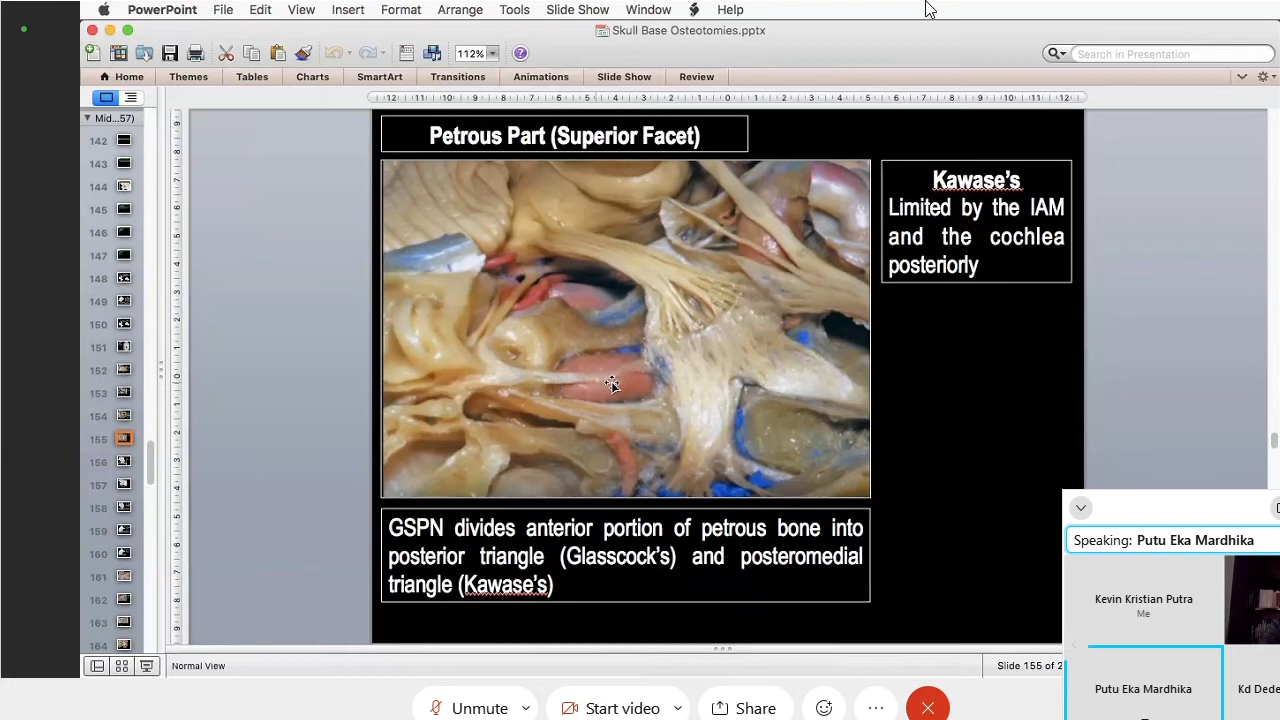 PowerPoint File Edit View Insert Format Arrange Tools Slide Show Window Help
Skull Base Osteotomies.pptx
112%
Search in Presentation
Home Themes Tables Charts SmartArt Transitions Animations Slide Show Review
Mid...57)
142
143
144
145
146
147
148
149
150
151
152
153
154
155
156
157
158
159
160
161
162
163
164
Petrous Part (Superior Facet)
Kawase's
Limited by the IAM
and the cochlea
posteriorly
GSPN divides anterior portion of petrous bone into
posterior triangle (Glasscock's) and posteromedial
triangle (Kawase's)
Normal View
Slide 155 of 2
Speaking: Putu Eka Mardhika
Kevin Kristian Putra
Me
Putu Eka Mardhika
Kd Dede
Unmute
Start video
Share